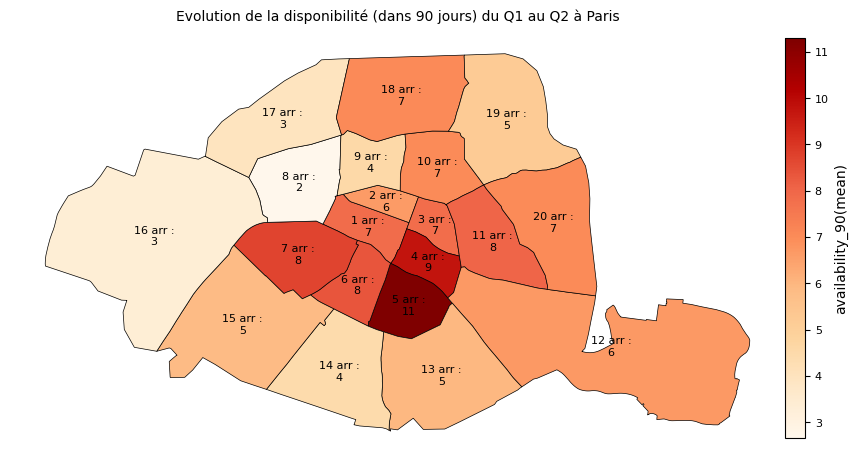 Evolution de la disponibilité (dans 90 jours) du Q1 au Q2 à Paris
18 arr :
7
17 arr :
3
19 arr :
5
9 arr :
4
10 arr :
7
8 arr :
2
2 arr :
6
16 arr :
3
1 arr :
7
3 arr :
7
20 arr :
7
11 arr :
8
7 arr :
8
4 arr :
9
6 arr :
8
5 arr :
11
15 arr :
5
12 arr :
6
14 arr :
4
13 arr :
5
11
10
9
8
7
6
5
4
3
availability_90(mean)